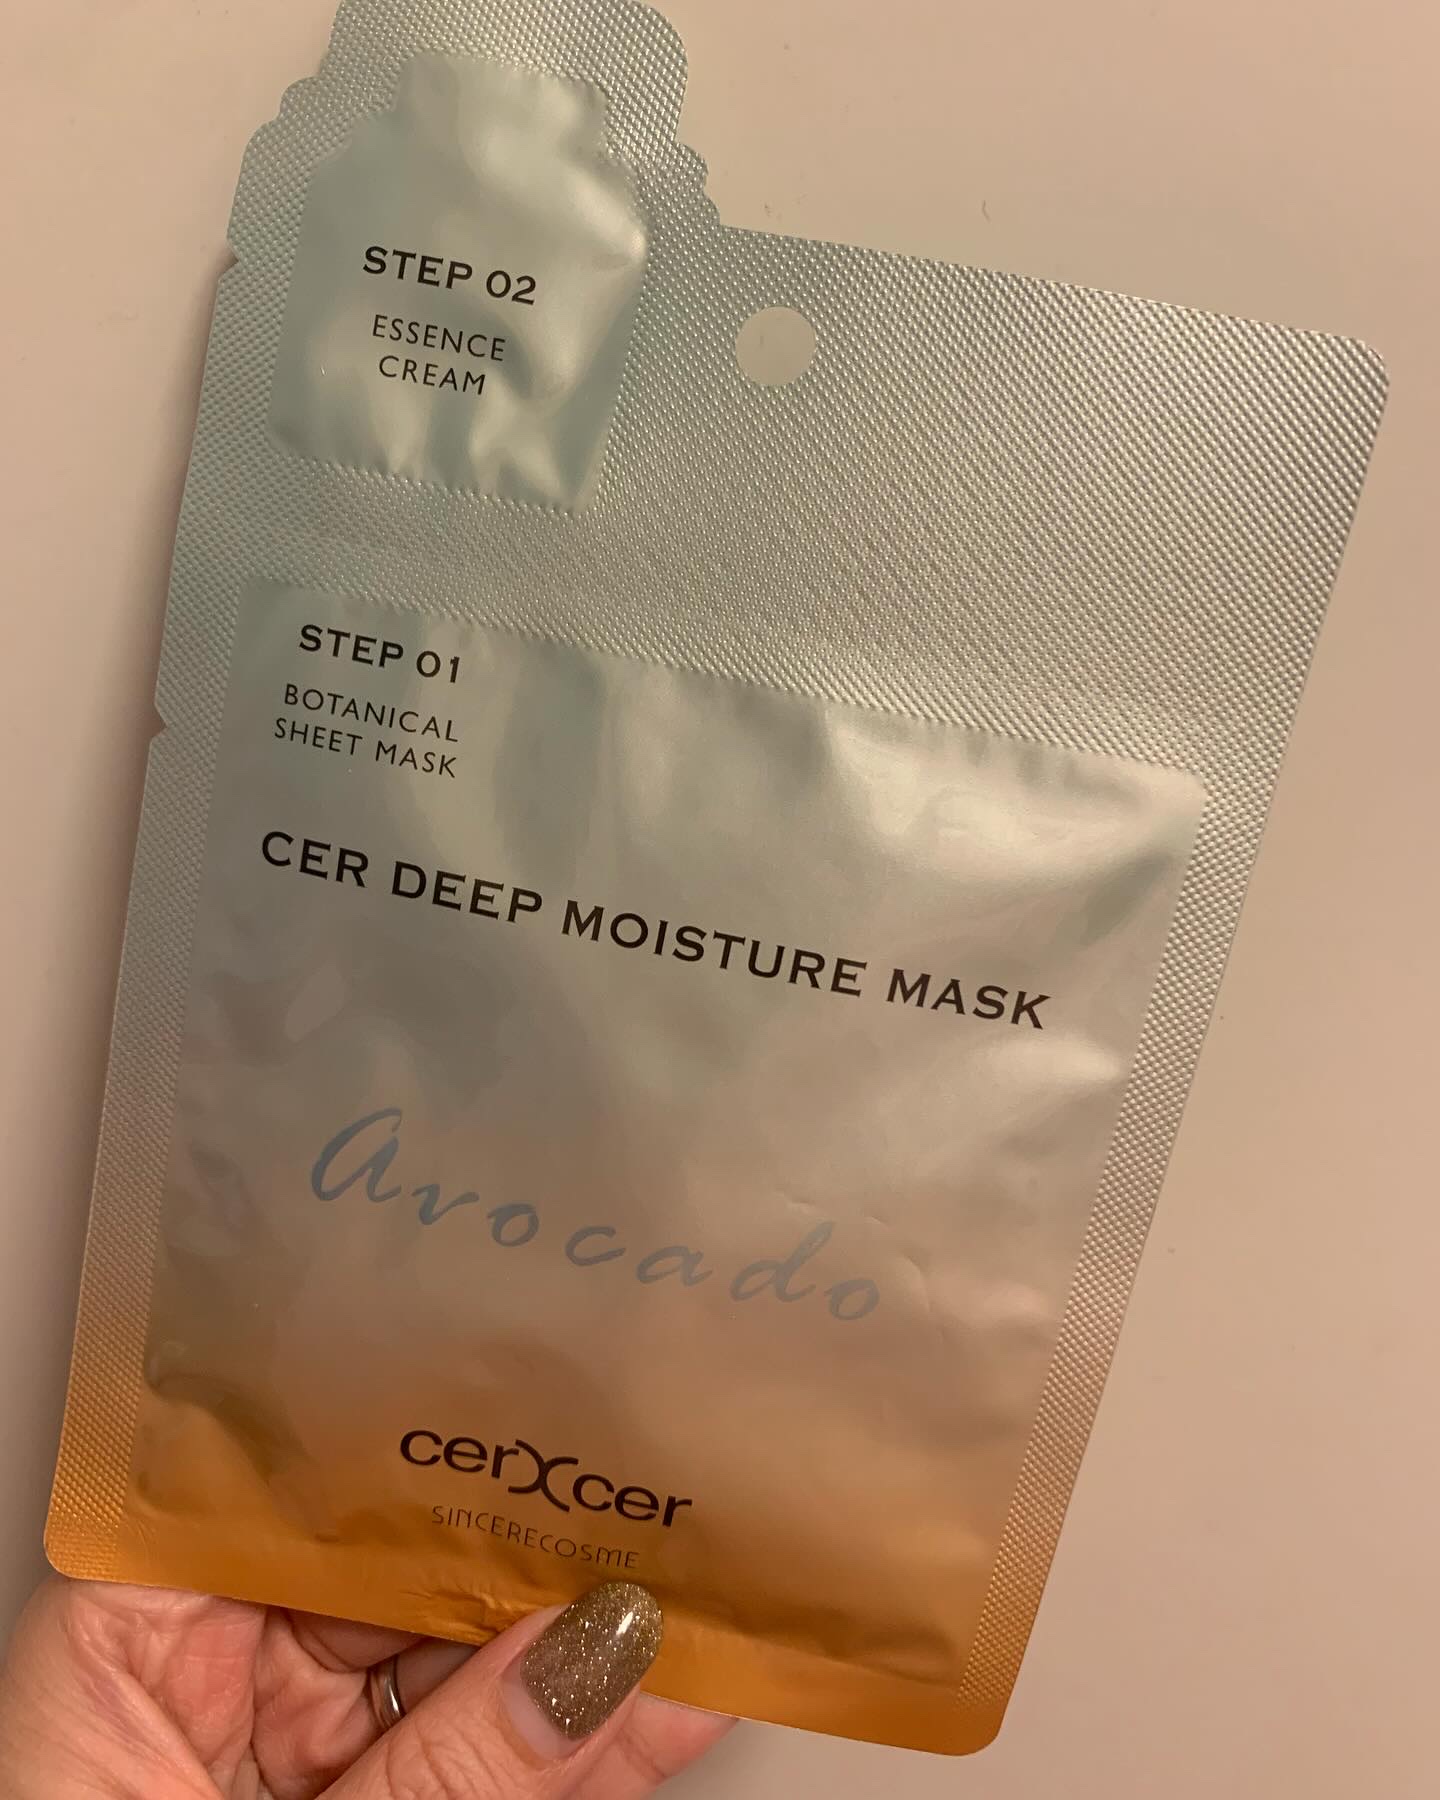 STEP 02
ESSENCE
CREAM
STEP 01
BOTANICAL
SHEET MASK
CER DEEP MOISTURE MASK
Avocado
cerXcer
SINCERECOSME